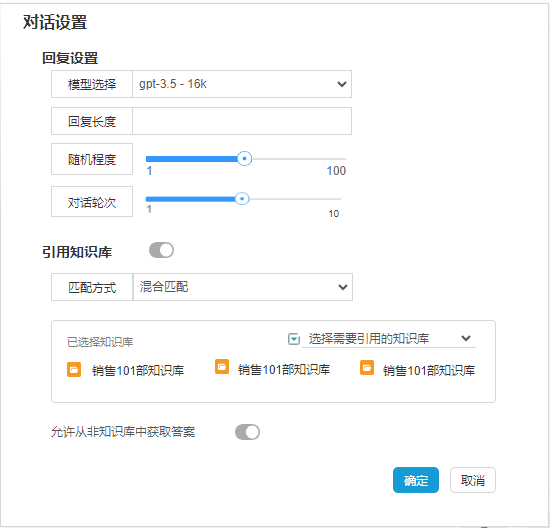 对话设置
回复设置
模型选择 gpt-3.5 - 16k
回复长度
随机程度
1 100
对话轮次
1 10
引用知识库
匹配方式 混合匹配
已选择知识库 选择需要引用的知识库
销售101部知识库 销售101部知识库 销售101部知识库
允许从非知识库中获取答案
确定 取消